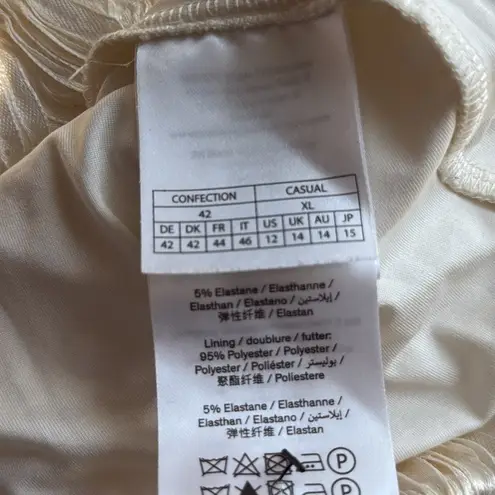 CONFECTION CASUAL
42 XL
DE DK FR IT US UK AU JP
42 42 44 46 12 14 14 15
5% Elastane / Elasthanne /
Elasthan / Elastano / إيلاستين /
弹性纤维 / Elastan
Lining / doublure / futter:
95% Polyester / Polyester /
Polyester / Poliéster / بوليستر /
聚酯纤维 / Poliestere
5% Elastane / Elasthanne /
Elasthan / Elastano / إيلاستين /
弹性纤维 / Elastan
P
P